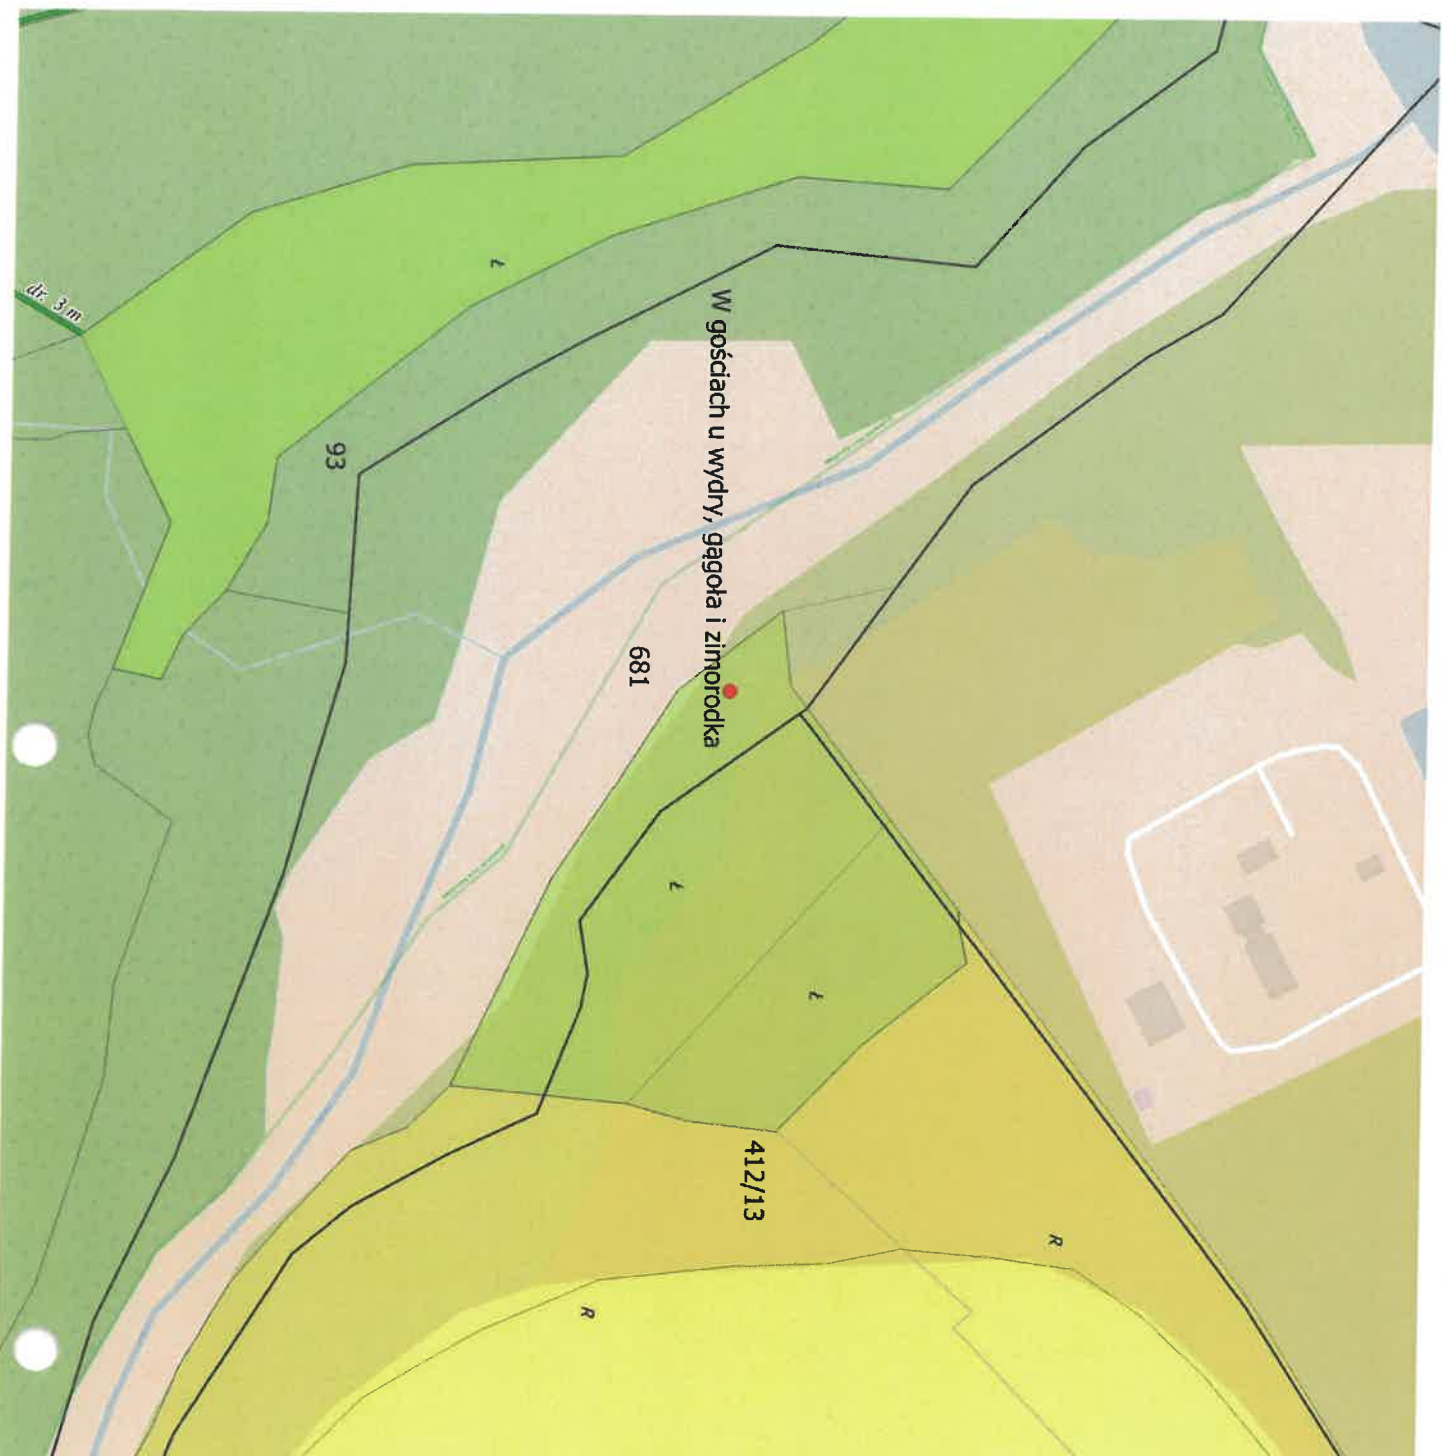 W gościach u wydry, gągoła i zimorodka
681
93
412/13
dr. 3 m
Ł
Ł
Ł
R
R